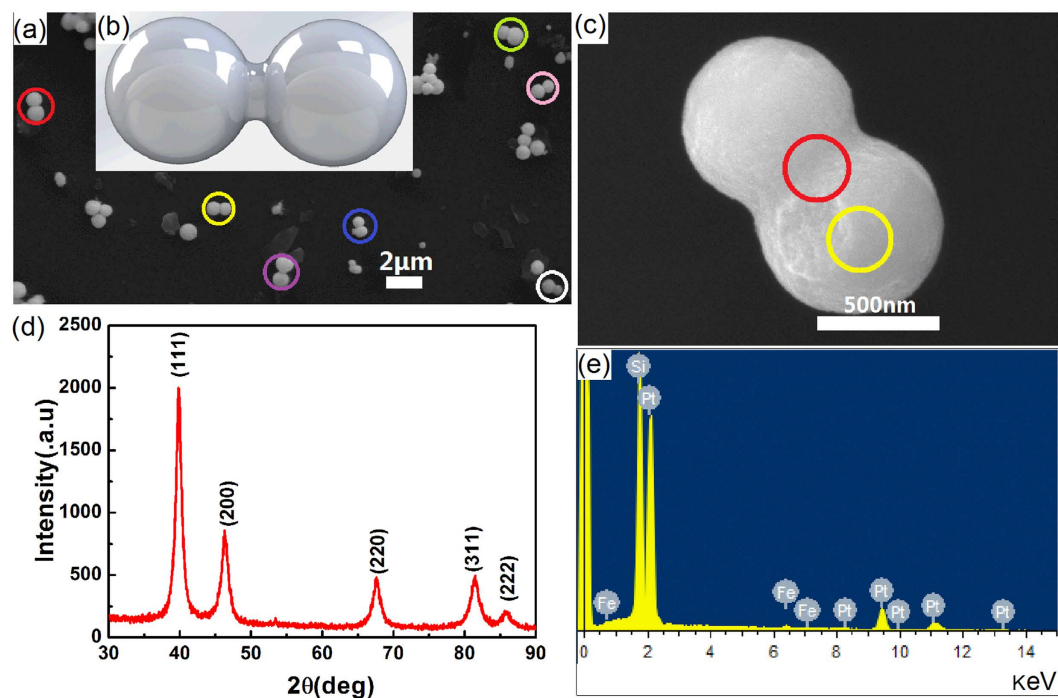 (a)
(b)
2μm
(c)
500nm
(d)
2500
2000
1500
1000
500
0
Intensity(.a.u)
(111)
(200)
(220)
(311)
(222)
30 40 50 60 70 80 90
2θ(deg)
(e)
Si
Pt
Fe
Fe
Fe
Pt
Pt
Pt
Pt
Pt
0 2 4 6 8 10 12 14
KeV